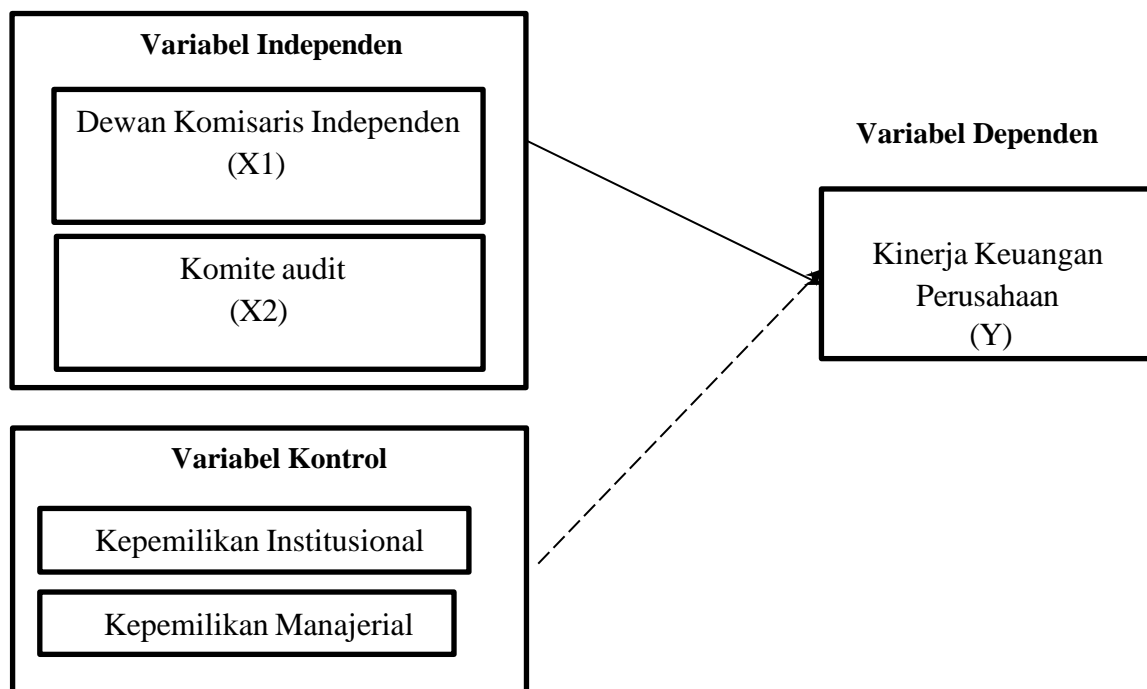 Variabel Independen
Dewan Komisaris Independen
(X1)
Komite audit
(X2)
Variabel Dependen
Kinerja Keuangan
Perusahaan
(Y)
Variabel Kontrol
Kepemilikan Institusional
Kepemilikan Manajerial